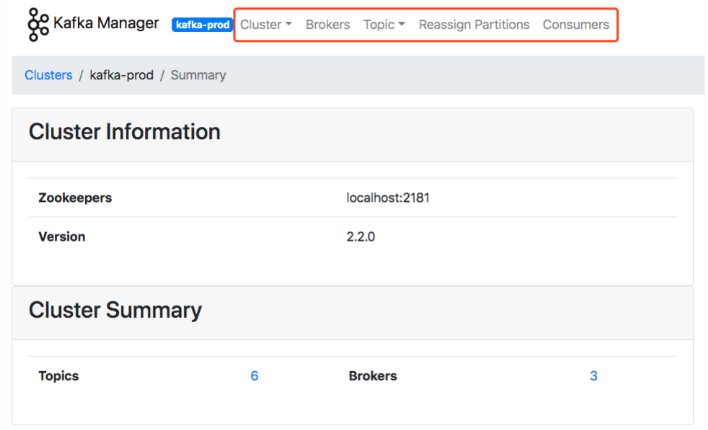 Kafka Manager kafka-prod Cluster Brokers Topic Reassign Partitions Consumers
Clusters / kafka-prod / Summary
Cluster Information
Zookeepers localhost:2181
Version 2.2.0
Cluster Summary
Topics 6 Brokers 3